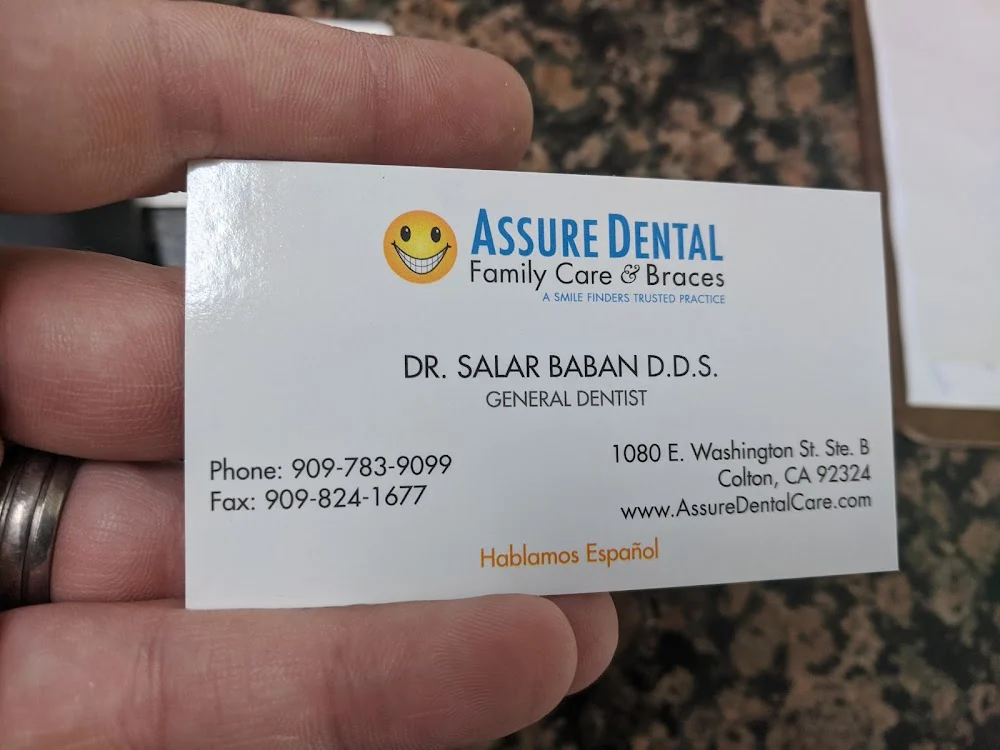 ASSURE DENTAL
Family Care & Braces
A SMILE FINDERS TRUSTED PRACTICE
DR. SALAR BABAN D.D.S.
GENERAL DENTIST
Phone: 909-783-9099
Fax: 909-824-1677
1080 E. Washington St. Ste. B
Colton, CA 92324
www.AssureDentalCare.com
Hablamos Español